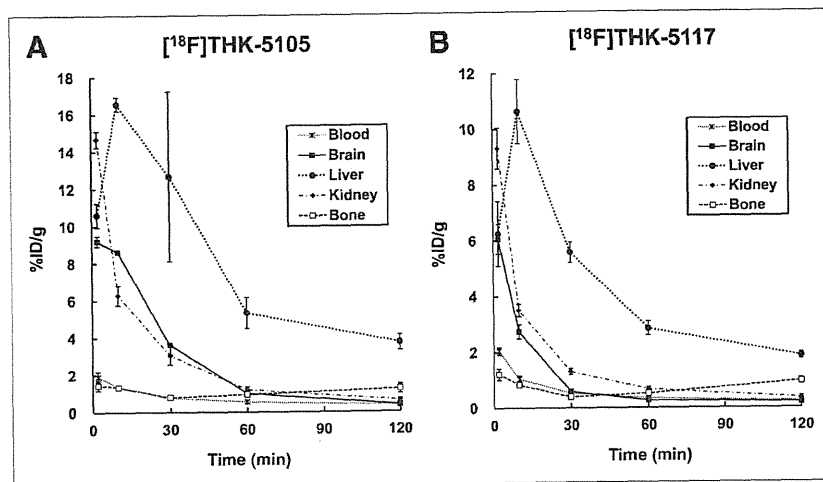 A
[18F]THK-5105
18
16
14
12
10
8
6
4
2
0
%ID/g
0
30
60
90
120
Time (min)
Blood
Brain
Liver
Kidney
Bone
B
[18F]THK-5117
12
10
8
6
4
2
0
%ID/g
0
30
60
90
120
Time (min)
Blood
Brain
Liver
Kidney
Bone